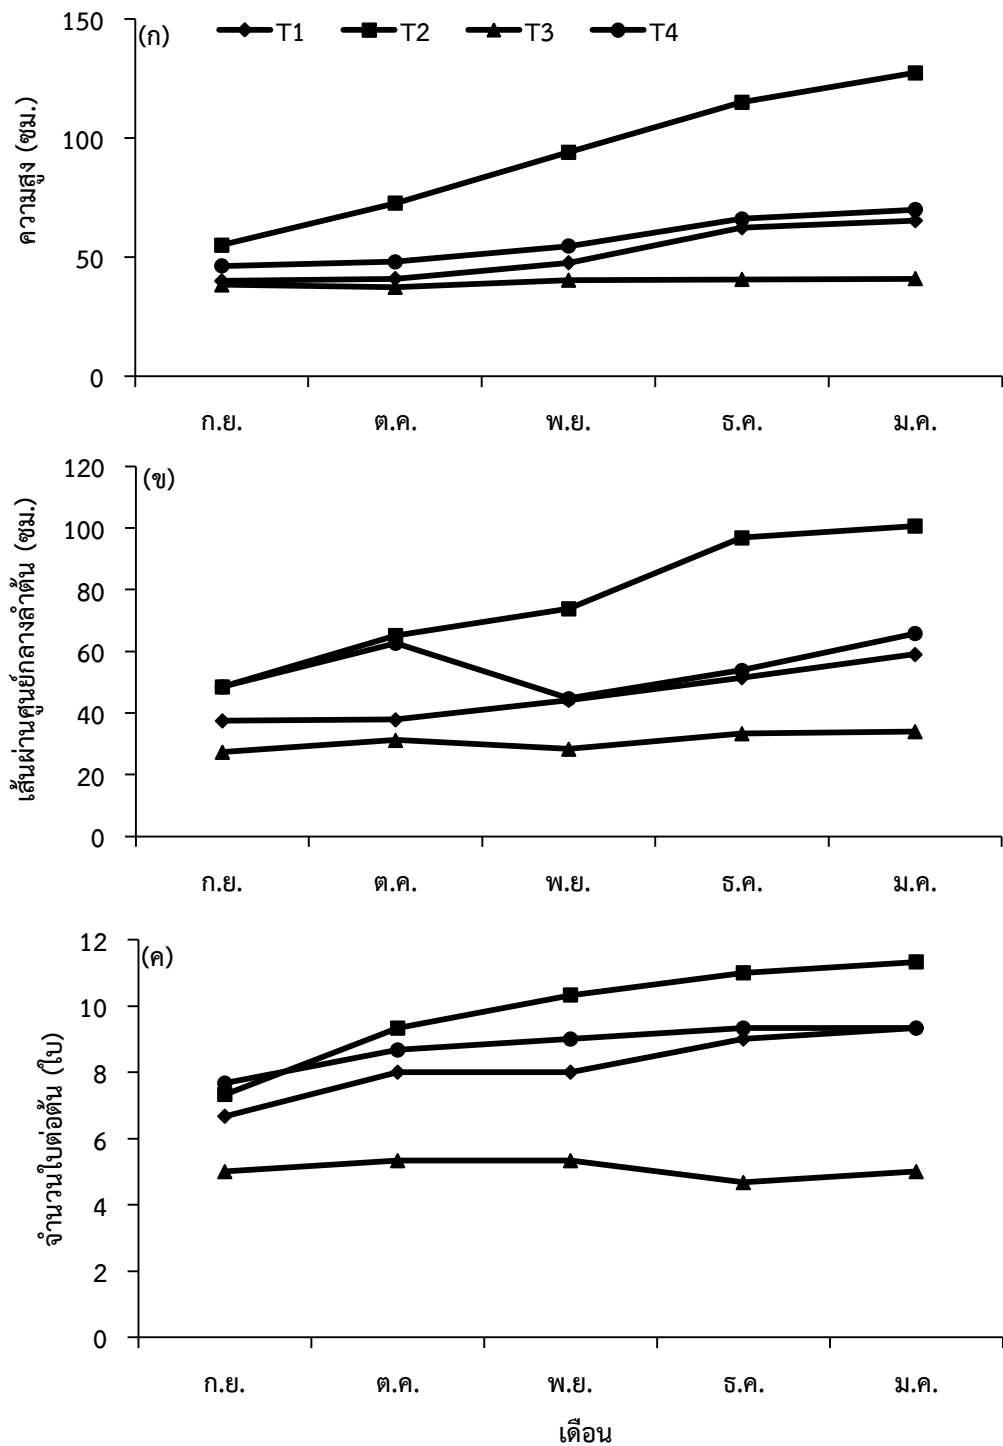 (ก) T1 T2 T3 T4
ความสูง (ซม.)
150
100
50
0
ก.ย. ต.ค. พ.ย. ธ.ค. ม.ค.
(ข)
เส้นผ่านศูนย์กลางลำต้น (ซม.)
120
100
80
60
40
20
0
ก.ย. ต.ค. พ.ย. ธ.ค. ม.ค.
(ค)
จำนวนใบต่อต้น (ใบ)
12
10
8
6
4
2
0
ก.ย. ต.ค. พ.ย. ธ.ค. ม.ค.
เดือน